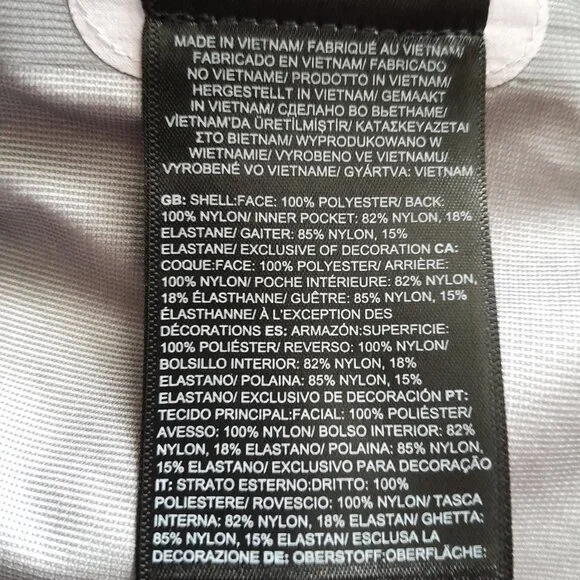 MADE IN VIETNAM/ FABRIQUÉ AU VIETNAM/
FABRICADO EN VIETNAM/ FABRICADO
NO VIETNAME/ PRODOTTO IN VIETNAM/
HERGESTELLT IN VIETNAM/ GEMAAKT
IN VIETNAM/ СДЕЛАНО ВО ВЬЕТНАМЕ/
VİETNAM'DA ÜRETİLMİŞTİR/ ΚΑΤΑΣΚΕΥΑΖΕΤΑΙ
ΣΤΟ ΒΙΕΤΝΑΜ/ WYPRODUKOWANO W
WIETNAMIE/ VYROBENO VE VIETNAMU/
VYROBENÉ VO VIETNAME/ GYÁRTVA: VIETNAM
GB: SHELL:FACE: 100% POLYESTER/ BACK:
100% NYLON/ INNER POCKET: 82% NYLON, 18%
ELASTANE/ GAITER: 85% NYLON, 15%
ELASTANE/ EXCLUSIVE OF DECORATION CA:
COQUE:FACE: 100% POLYESTER/ ARRIÈRE:
100% NYLON/ POCHE INTÉRIEURE: 82% NYLON,
18% ÉLASTHANNE/ GUÊTRE: 85% NYLON, 15%
ÉLASTHANNE/ À L'EXCEPTION DES
DÉCORATIONS ES: ARMAZÓN:SUPERFICIE:
100% POLIÉSTER/ REVERSO: 100% NYLON/
BOLSILLO INTERIOR: 82% NYLON, 18%
ELASTANO/ POLAINA: 85% NYLON, 15%
ELASTANO/ EXCLUSIVO DE DECORACIÓN PT:
TECIDO PRINCIPAL:FACIAL: 100% POLIÉSTER/
AVESSO: 100% NYLON/ BOLSO INTERIOR: 82%
NYLON, 18% ELASTANO/ POLAINA: 85% NYLON,
15% ELASTANO/ EXCLUSIVO PARA DECORAÇÃO
IT: STRATO ESTERNO:DRITTO: 100%
POLIESTERE/ ROVESCIO: 100% NYLON/ TASCA
INTERNA: 82% NYLON, 18% ELASTAN/ GHETTA:
85% NYLON, 15% ELASTAN/ ESCLUSA LA
DECORAZIONE DE: OBERSTOFF:OBERFLÄCHE: